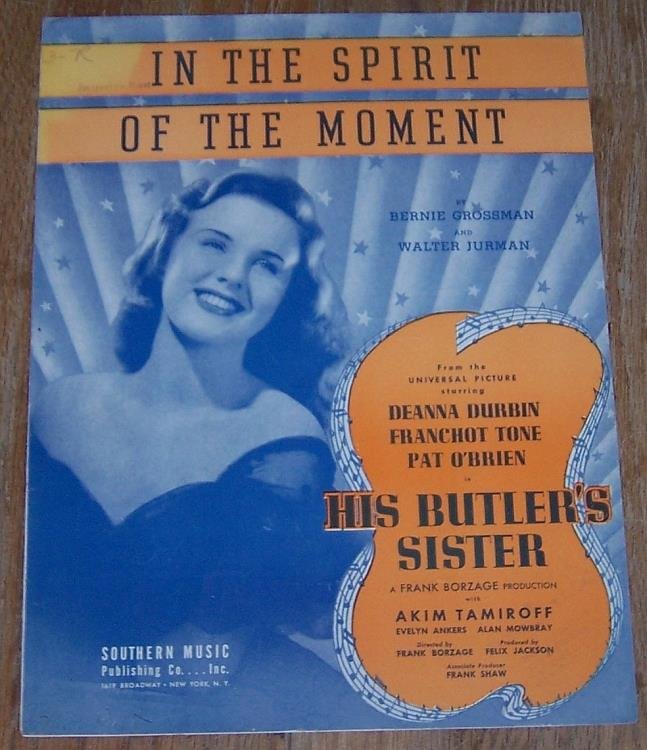 IN THE SPIRIT
OF THE MOMENT
BY
BERNIE GROSSMAN
AND
WALTER JURMAN
From the
UNIVERSAL PICTURE
starring
DEANNA DURBIN
FRANCHOT TONE
PAT O'BRIEN
in
HIS BUTLER'S
SISTER
A FRANK BORZAGE PRODUCTION
with
AKIM TAMIROFF
EVELYN ANKERS ALAN MOWBRAY
Directed by Produced by
FRANK BORZAGE FELIX JACKSON
Associate Producer
FRANK SHAW
SOUTHERN MUSIC
Publishing Co....Inc.
1619 BROADWAY • NEW YORK, N. Y.